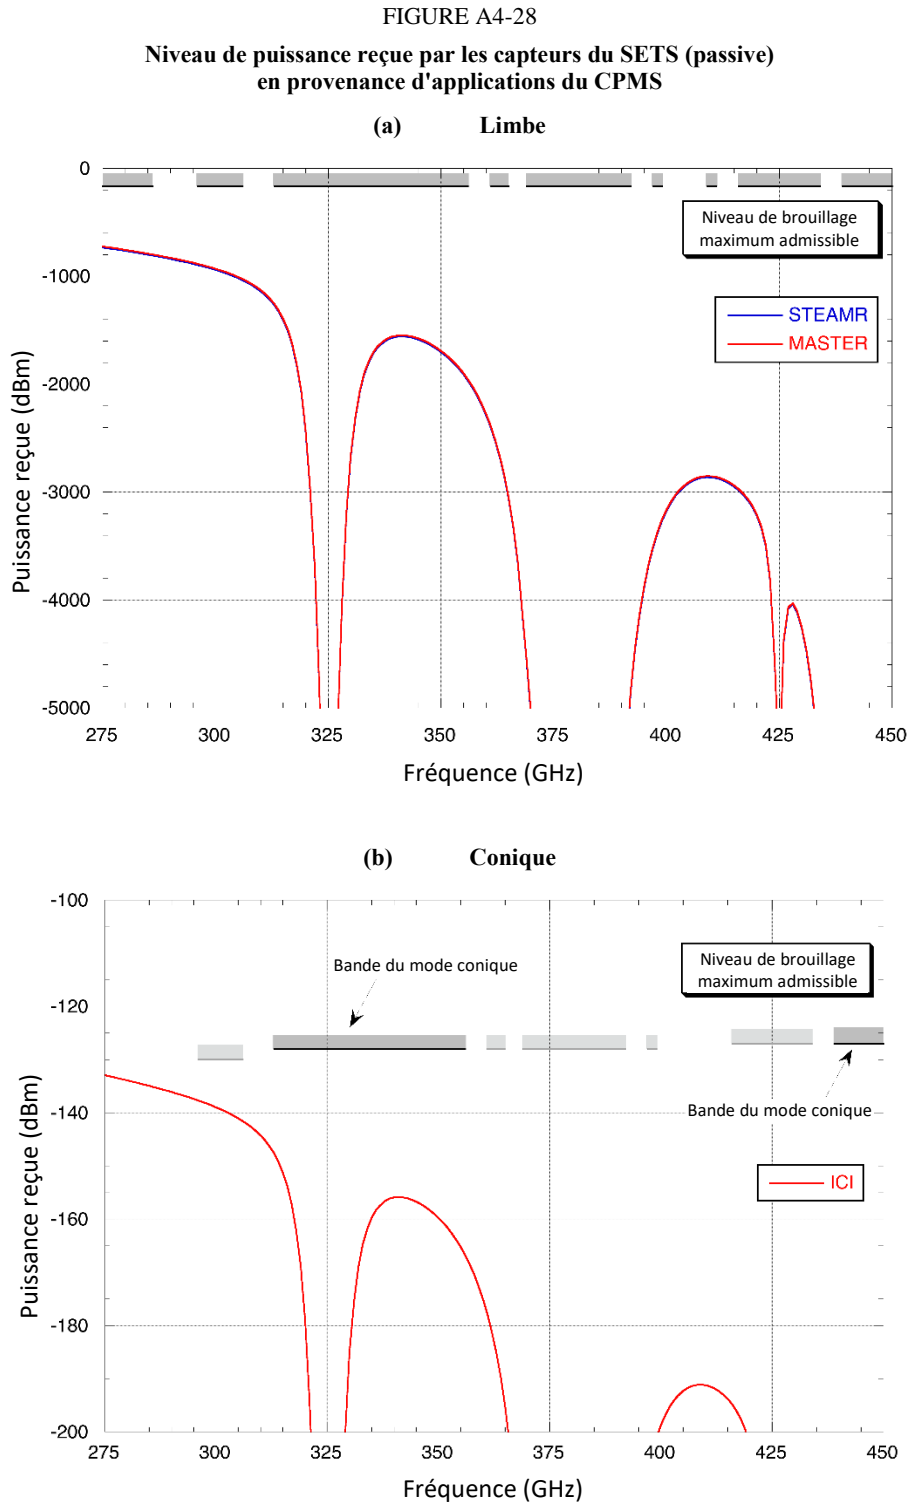 FIGURE A4-28
Niveau de puissance reçue par les capteurs du SETS (passive)
en provenance d'applications du CPMS
(a) Limbe
0
-1000
-2000
-3000
-4000
-5000
Puissance reçue (dBm)
Niveau de brouillage
maximum admissible
STEAMR
MASTER
275 300 325 350 375 400 425 450
Fréquence (GHz)
(b) Conique
-100
-120
-140
-160
-180
-200
Puissance reçue (dBm)
Niveau de brouillage
maximum admissible
Bande du mode conique
Bande du mode conique
ICI
275 300 325 350 375 400 425 450
Fréquence (GHz)